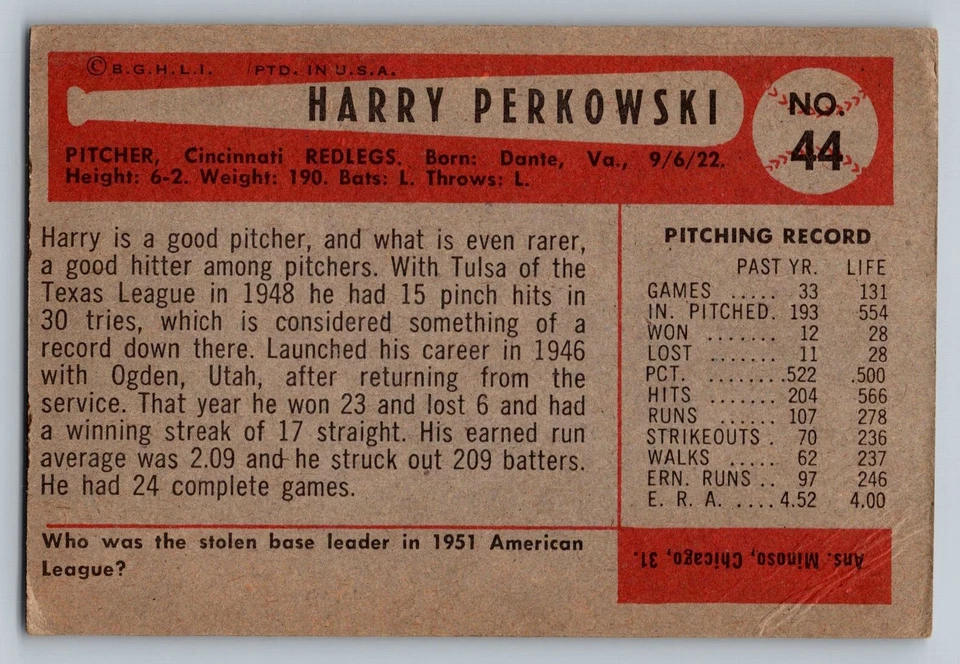 © B.G.H.L.I. PTD. IN U.S.A.
HARRY PERKOWSKI
NO.
44
PITCHER, Cincinnati REDLEGS. Born: Dante, Va., 9/6/22.
Height: 6-2. Weight: 190. Bats: L. Throws: L.
Harry is a good pitcher, and what is even rarer,
a good hitter among pitchers. With Tulsa of the
Texas League in 1948 he had 15 pinch hits in
30 tries, which is considered something of a
record down there. Launched his career in 1946
with Ogden, Utah, after returning from the
service. That year he won 23 and lost 6 and had
a winning streak of 17 straight. His earned run
average was 2.09 and he struck out 209 batters.
He had 24 complete games.
PITCHING RECORD
PAST YR. LIFE
GAMES ..... 33 131
IN. PITCHED. 193 554
WON ....... 12 28
LOST ....... 11 28
PCT. ........522 .500
HITS ....... 204 566
RUNS ...... 107 278
STRIKEOUTS . 70 236
WALKS ..... 62 237
ERN. RUNS .. 97 246
E. R. A. .... 4.52 4.00
Who was the stolen base leader in 1951 American
League?
Ans. Minoso, Chicago, 31.